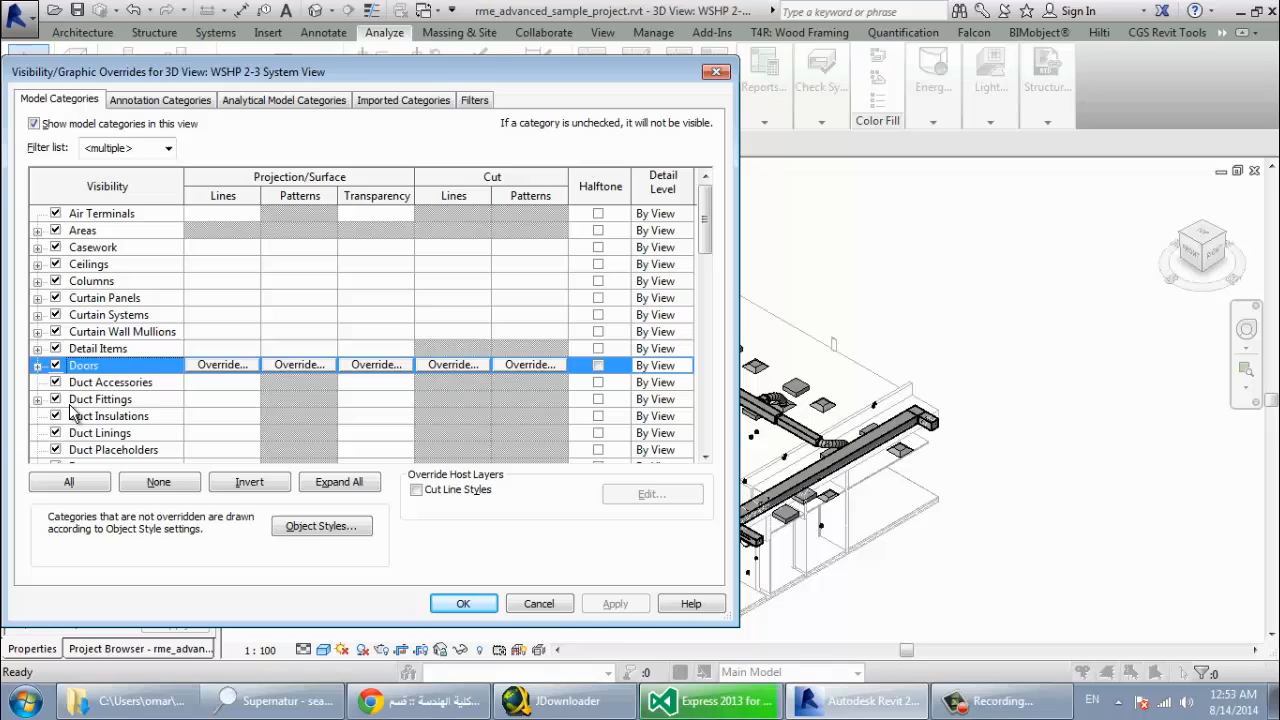 rme_advanced_sample_project.rvt - 3D View: WSHP 2-...
Type a keyword or phrase
Sign In
Architecture Structure Systems Insert Annotate Analyze Massing & Site Collaborate View Manage Add-Ins T4R: Wood Framing Quantification Falcon BIMobject® Hilti CGS Revit Tools
Reports... Check Sy... Color Fill Energ... Light... Structur...
Visibility/Graphic Overrides for 3D View: WSHP 2-3 System View
Model Categories Annotation Categories Analytical Model Categories Imported Categories Filters
Show model categories in this view
If a category is unchecked, it will not be visible.
Filter list: <multiple>
Visibility Projection/Surface Cut Halftone Detail Level
Lines Patterns Transparency Lines Patterns
Air Terminals By View
Areas By View
Casework By View
Ceilings By View
Columns By View
Curtain Panels By View
Curtain Systems By View
Curtain Wall Mullions By View
Detail Items By View
Doors Override... Override... Override... Override... Override... By View
Duct Accessories By View
Duct Fittings By View
Duct Insulations By View
Duct Linings By View
Duct Placeholders By View
All None Invert Expand All
Override Host Layers
Cut Line Styles Edit...
Categories that are not overridden are drawn
according to Object Style settings.
Object Styles...
OK Cancel Apply Help
Properties Project Browser - rme_advan...
1 : 100
Ready
:0 Main Model :0
C:\Users\omar\... Supernatur - sea... كلية الهندسة :: قسم... JDownloader Express 2013 for ... Autodesk Revit 2... Recording...
EN
12:53 AM
8/14/2014